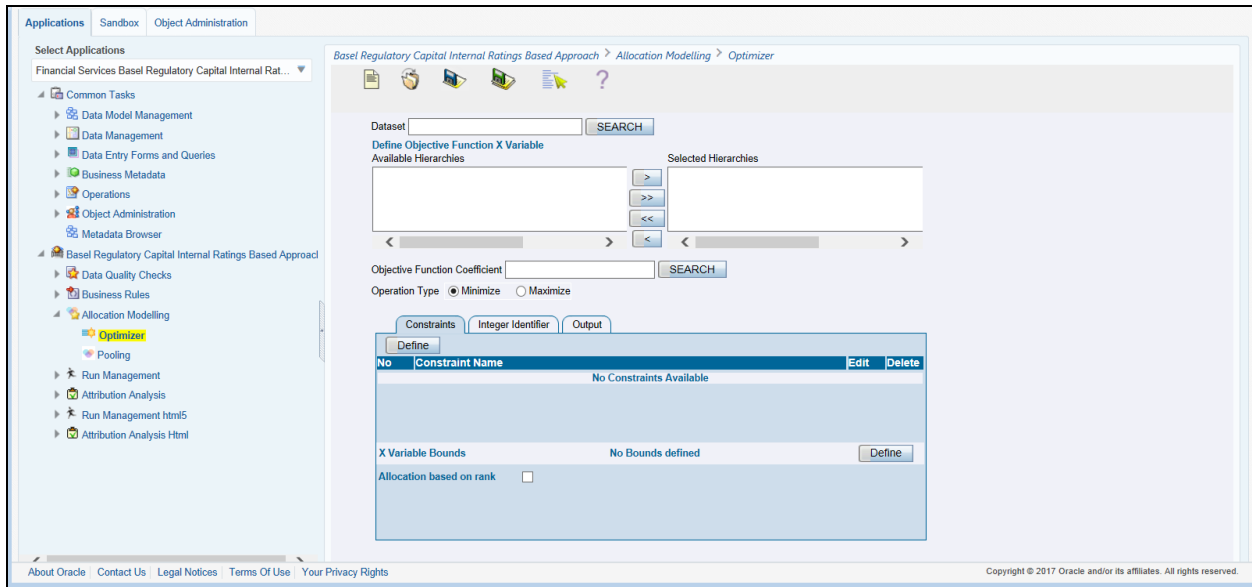 Applications Sandbox Object Administration
Select Applications
Financial Services Basel Regulatory Capital Internal Rat...
Common Tasks
Data Model Management
Data Management
Data Entry Forms and Queries
Business Metadata
Operations
Object Administration
Metadata Browser
Basel Regulatory Capital Internal Ratings Based Approacl
Data Quality Checks
Business Rules
Allocation Modelling
Optimizer
Pooling
Run Management
Attribution Analysis
Run Management html5
Attribution Analysis Html
Basel Regulatory Capital Internal Ratings Based Approach > Allocation Modelling > Optimizer
?
Dataset SEARCH
Define Objective Function X Variable
Available Hierarchies Selected Hierarchies
>
>>
<<
<
Objective Function Coefficient SEARCH
Operation Type Minimize Maximize
Constraints Integer Identifier Output
Define
No Constraint Name Edit Delete
No Constraints Available
X Variable Bounds No Bounds defined Define
Allocation based on rank
About Oracle Contact Us Legal Notices Terms Of Use Your Privacy Rights
Copyright © 2017 Oracle and/or its affiliates. All rights reserved.